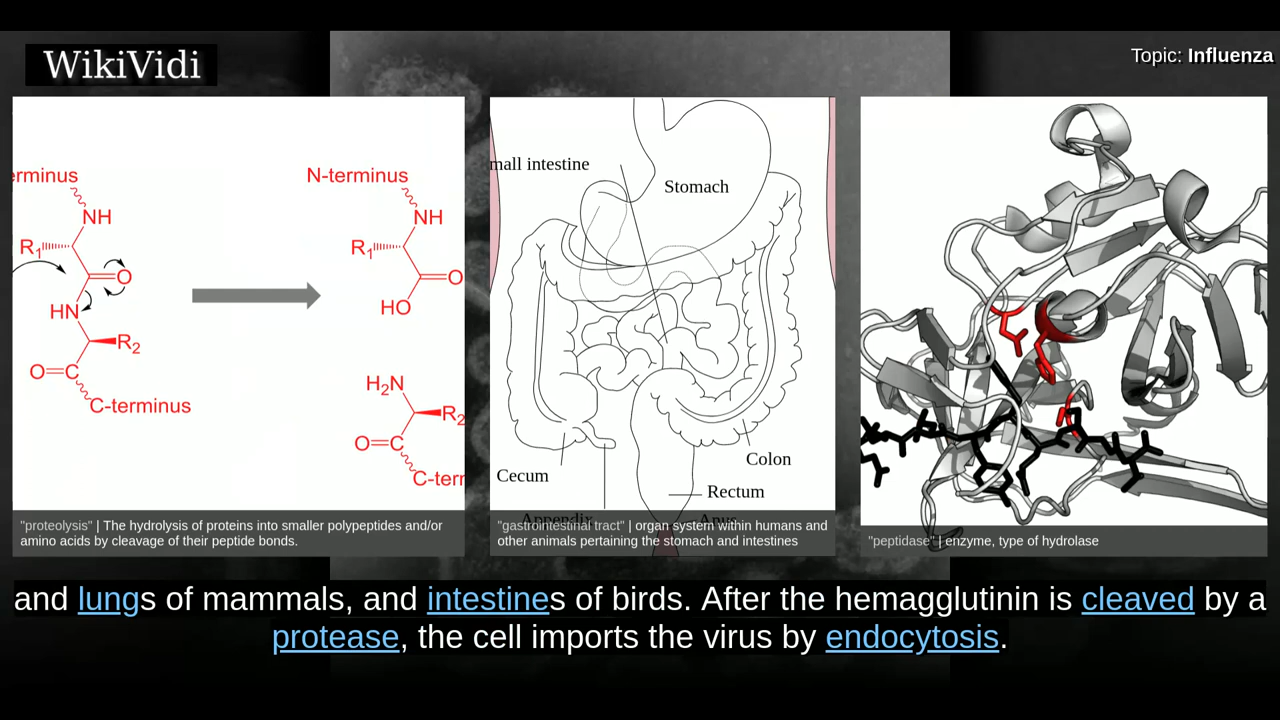 WikiVidi
Topic: Influenza
erminus
NH
R1
O
HN
R2
O=C
C-terminus
N-terminus
NH
R1
O
HO
H2N
R2
O=C
C-terr
mall intestine
Stomach
Cecum
Colon
Rectum
Appendix
Anus
"proteolysis" | The hydrolysis of proteins into smaller polypeptides and/or
amino acids by cleavage of their peptide bonds.
"gastrointestinal tract" | organ system within humans and
other animals pertaining the stomach and intestines
"peptidase" | enzyme, type of hydrolase
and lungs of mammals, and intestines of birds. After the hemagglutinin is cleaved by a
protease, the cell imports the virus by endocytosis.